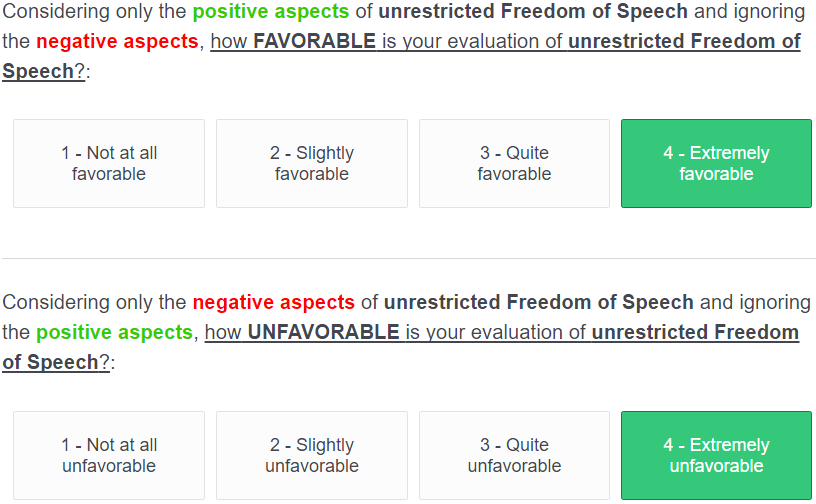 Considering only the positive aspects of unrestricted Freedom of Speech and ignoring
the negative aspects, how FAVORABLE is your evaluation of unrestricted Freedom of
Speech?:
1 - Not at all
favorable
2 - Slightly
favorable
3 - Quite
favorable
4 - Extremely
favorable
Considering only the negative aspects of unrestricted Freedom of Speech and ignoring
the positive aspects, how UNFAVORABLE is your evaluation of unrestricted Freedom
of Speech?:
1 - Not at all
unfavorable
2 - Slightly
unfavorable
3 - Quite
unfavorable
4 - Extremely
unfavorable